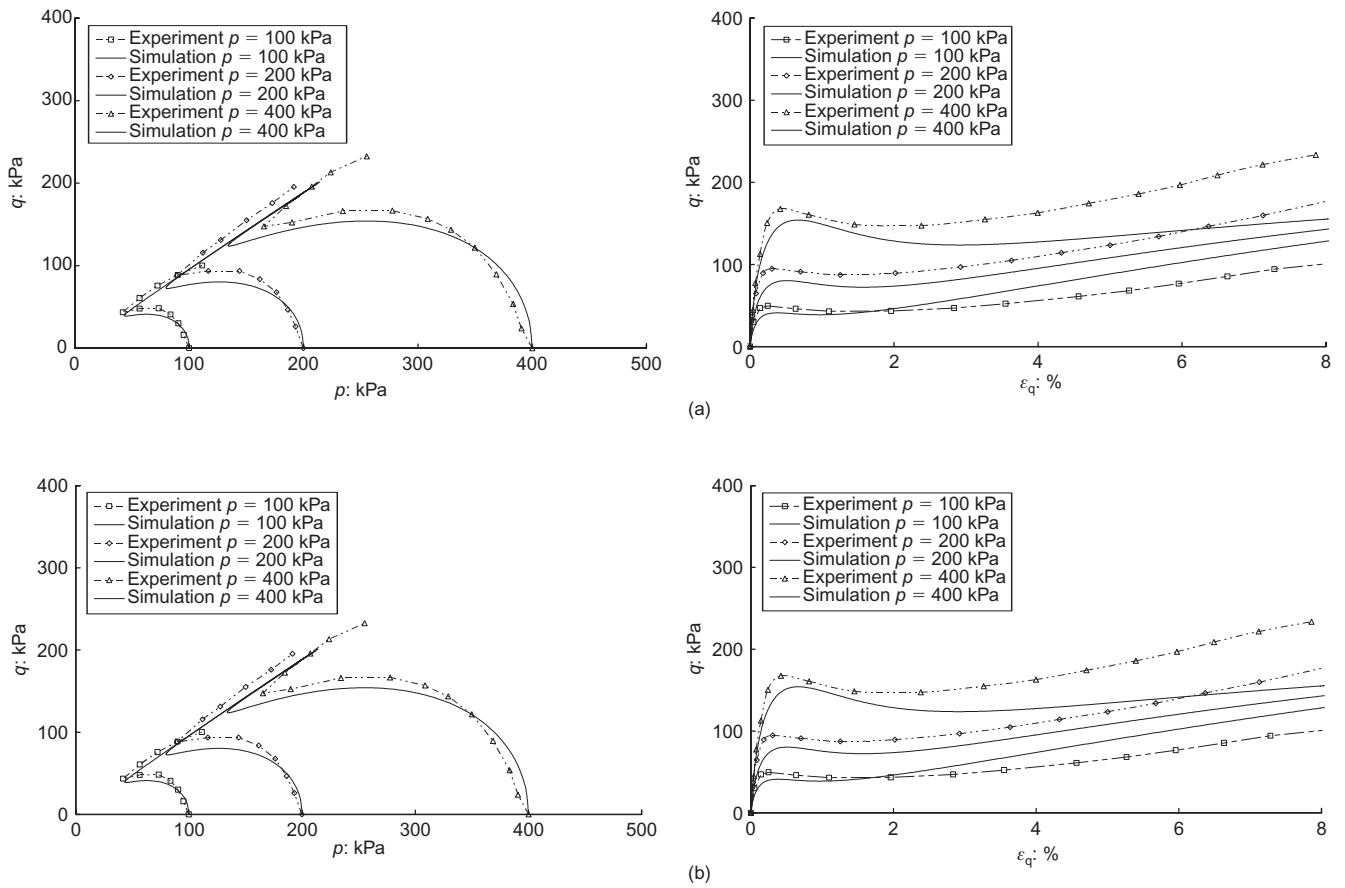 400
300
200
100
0
q: kPa
Experiment p = 100 kPa
Simulation p = 100 kPa
Experiment p = 200 kPa
Simulation p = 200 kPa
Experiment p = 400 kPa
Simulation p = 400 kPa
0 100 200 300 400 500
p: kPa
400
300
200
100
0
q: kPa
Experiment p = 100 kPa
Simulation p = 100 kPa
Experiment p = 200 kPa
Simulation p = 200 kPa
Experiment p = 400 kPa
Simulation p = 400 kPa
0 2 4 6 8
εq: %
(a)
400
300
200
100
0
q: kPa
Experiment p = 100 kPa
Simulation p = 100 kPa
Experiment p = 200 kPa
Simulation p = 200 kPa
Experiment p = 400 kPa
Simulation p = 400 kPa
0 100 200 300 400 500
p: kPa
400
300
200
100
0
q: kPa
Experiment p = 100 kPa
Simulation p = 100 kPa
Experiment p = 200 kPa
Simulation p = 200 kPa
Experiment p = 400 kPa
Simulation p = 400 kPa
0 2 4 6 8
εq: %
(b)